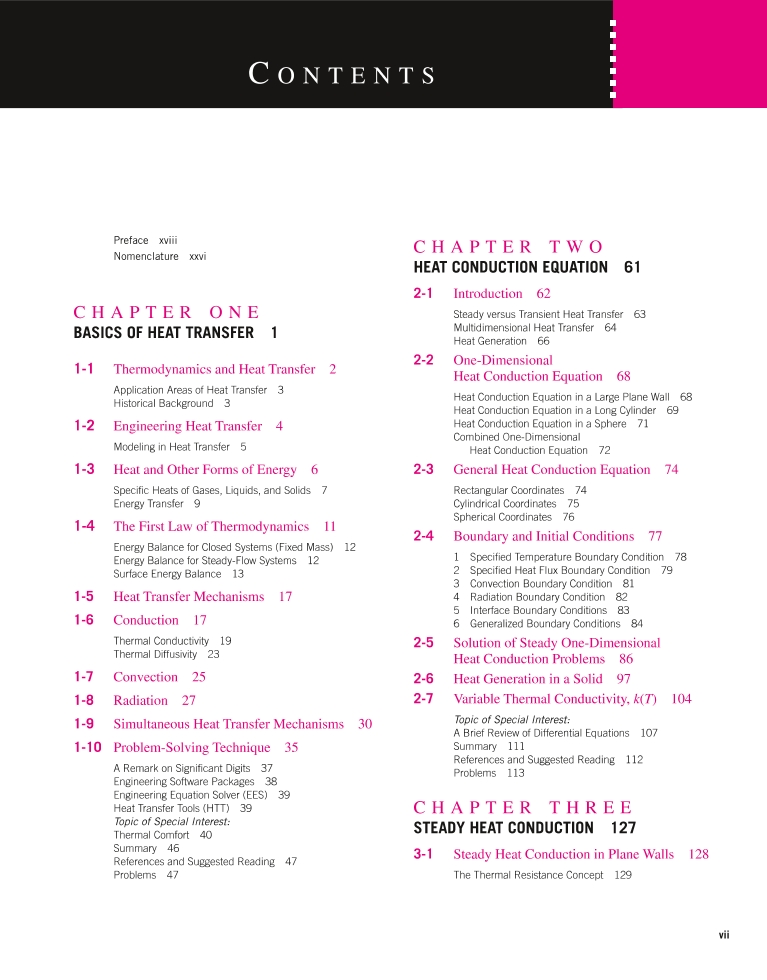 CONTENTS
Preface xviii
Nomenclature xxvi
CHAPTER ONE
BASICS OF HEAT TRANSFER 1
1-1 Thermodynamics and Heat Transfer 2
Application Areas of Heat Transfer 3
Historical Background 3
1-2 Engineering Heat Transfer 4
Modeling in Heat Transfer 5
1-3 Heat and Other Forms of Energy 6
Specific Heats of Gases, Liquids, and Solids 7
Energy Transfer 9
1-4 The First Law of Thermodynamics 11
Energy Balance for Closed Systems (Fixed Mass) 12
Energy Balance for Steady-Flow Systems 12
Surface Energy Balance 13
1-5 Heat Transfer Mechanisms 17
1-6 Conduction 17
Thermal Conductivity 19
Thermal Diffusivity 23
1-7 Convection 25
1-8 Radiation 27
1-9 Simultaneous Heat Transfer Mechanisms 30
1-10 Problem-Solving Technique 35
A Remark on Significant Digits 37
Engineering Software Packages 38
Engineering Equation Solver (EES) 39
Heat Transfer Tools (HTT) 39
Topic of Special Interest:
Thermal Comfort 40
Summary 46
References and Suggested Reading 47
Problems 47
CHAPTER TWO
HEAT CONDUCTION EQUATION 61
2-1 Introduction 62
Steady versus Transient Heat Transfer 63
Multidimensional Heat Transfer 64
Heat Generation 66
2-2 One-Dimensional
Heat Conduction Equation 68
Heat Conduction Equation in a Large Plane Wall 68
Heat Conduction Equation in a Long Cylinder 69
Heat Conduction Equation in a Sphere 71
Combined One-Dimensional
Heat Conduction Equation 72
2-3 General Heat Conduction Equation 74
Rectangular Coordinates 74
Cylindrical Coordinates 75
Spherical Coordinates 76
2-4 Boundary and Initial Conditions 77
1 Specified Temperature Boundary Condition 78
2 Specified Heat Flux Boundary Condition 79
3 Convection Boundary Condition 81
4 Radiation Boundary Condition 82
5 Interface Boundary Conditions 83
6 Generalized Boundary Conditions 84
2-5 Solution of Steady One-Dimensional
Heat Conduction Problems 86
2-6 Heat Generation in a Solid 97
2-7 Variable Thermal Conductivity, k(T) 104
Topic of Special Interest:
A Brief Review of Differential Equations 107
Summary 111
References and Suggested Reading 112
Problems 113
CHAPTER THREE
STEADY HEAT CONDUCTION 127
3-1 Steady Heat Conduction in Plane Walls 128
The Thermal Resistance Concept 129
vii